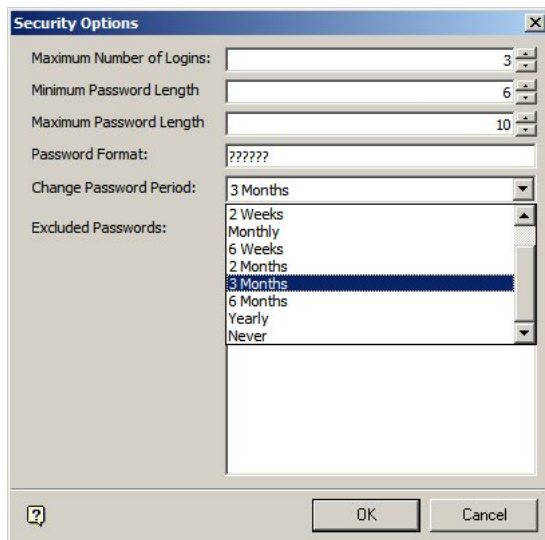 Security Options
Maximum Number of Logins: 3
Minimum Password Length 6
Maximum Password Length 10
Password Format: ??????
Change Password Period: 3 Months
Excluded Passwords:
2 Weeks
Monthly
6 Weeks
2 Months
3 Months
6 Months
Yearly
Never
OK Cancel